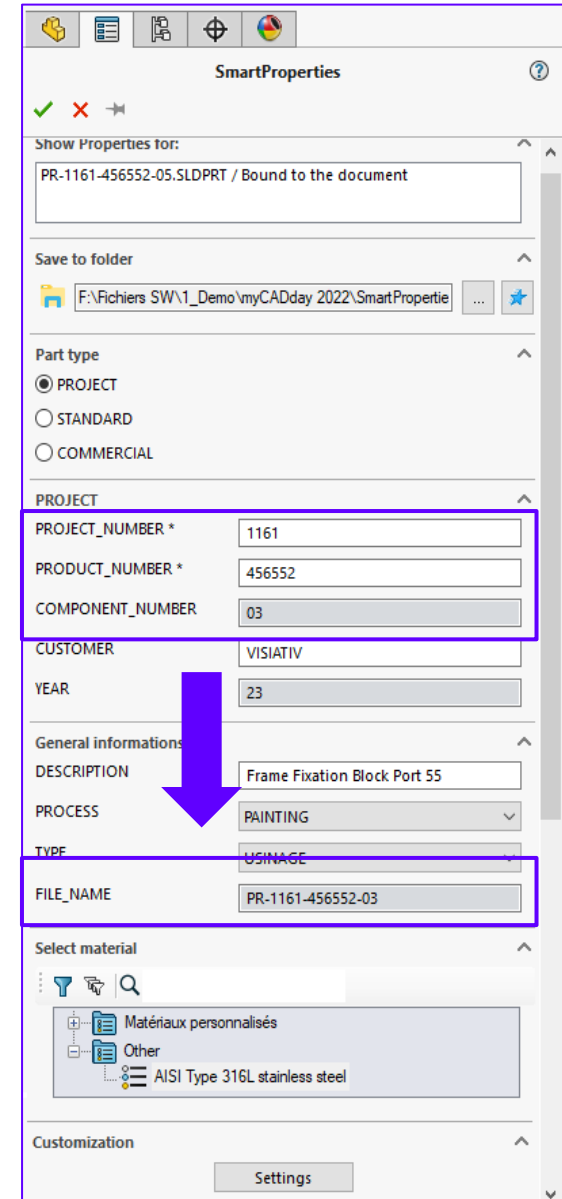 SmartProperties
Show Properties for:
PR-1161-456552-05.SLDPRT / Bound to the document
Save to folder
F:\Fichiers SW\1_Demo\myCADday 2022\SmartPropertie ...
Part type
PROJECT
STANDARD
COMMERCIAL
PROJECT
PROJECT_NUMBER * 1161
PRODUCT_NUMBER * 456552
COMPONENT_NUMBER 03
CUSTOMER VISIATIV
YEAR 23
General informations
DESCRIPTION Frame Fixation Block Port 55
PROCESS PAINTING
TYPE USINAGE
FILE_NAME PR-1161-456552-03
Select material
Matériaux personnalisés
Other
AISI Type 316L stainless steel
Customization
Settings